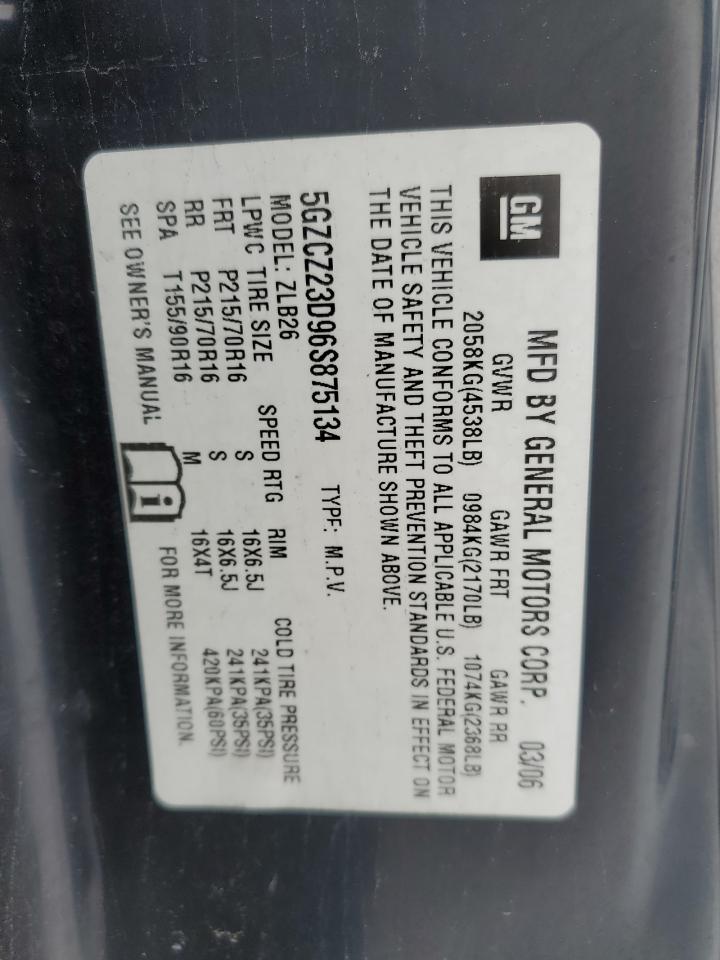 GM
MFD BY GENERAL MOTORS CORP. 03/06
GVWR GAWR FRT GAWR RR
2058KG(4538LB) 0984KG(2170LB) 1074KG(2368LB)
THIS VEHICLE CONFORMS TO ALL APPLICABLE U.S. FEDERAL MOTOR
VEHICLE SAFETY AND THEFT PREVENTION STANDARDS IN EFFECT ON
THE DATE OF MANUFACTURE SHOWN ABOVE.
5GZCZ23D96S875134 TYPE: M.P.V.
MODEL: ZLB26
LPWC TIRE SIZE SPEED RTG RIM COLD TIRE PRESSURE
FRT P215/70R16 S 16X6.5J 241KPA(35PSI)
RR P215/70R16 S 16X6.5J 241KPA(35PSI)
SPA T155/90R16 M 16X4T 420KPA(60PSI)
SEE OWNER'S MANUAL FOR MORE INFORMATION.